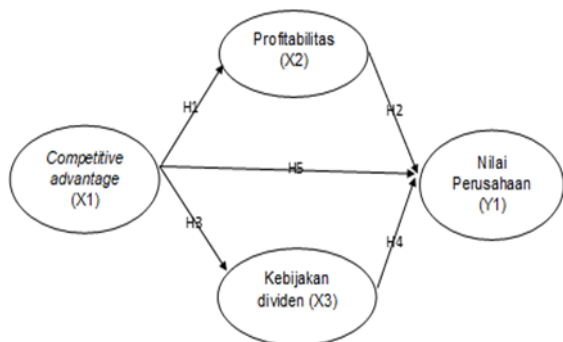 Profitabilitas
(X2)
H1
H2
Competitive
advantage
(X1)
H5
Nilai
Perusahaan
(Y1)
H3
H4
Kebijakan
dividen (X3)